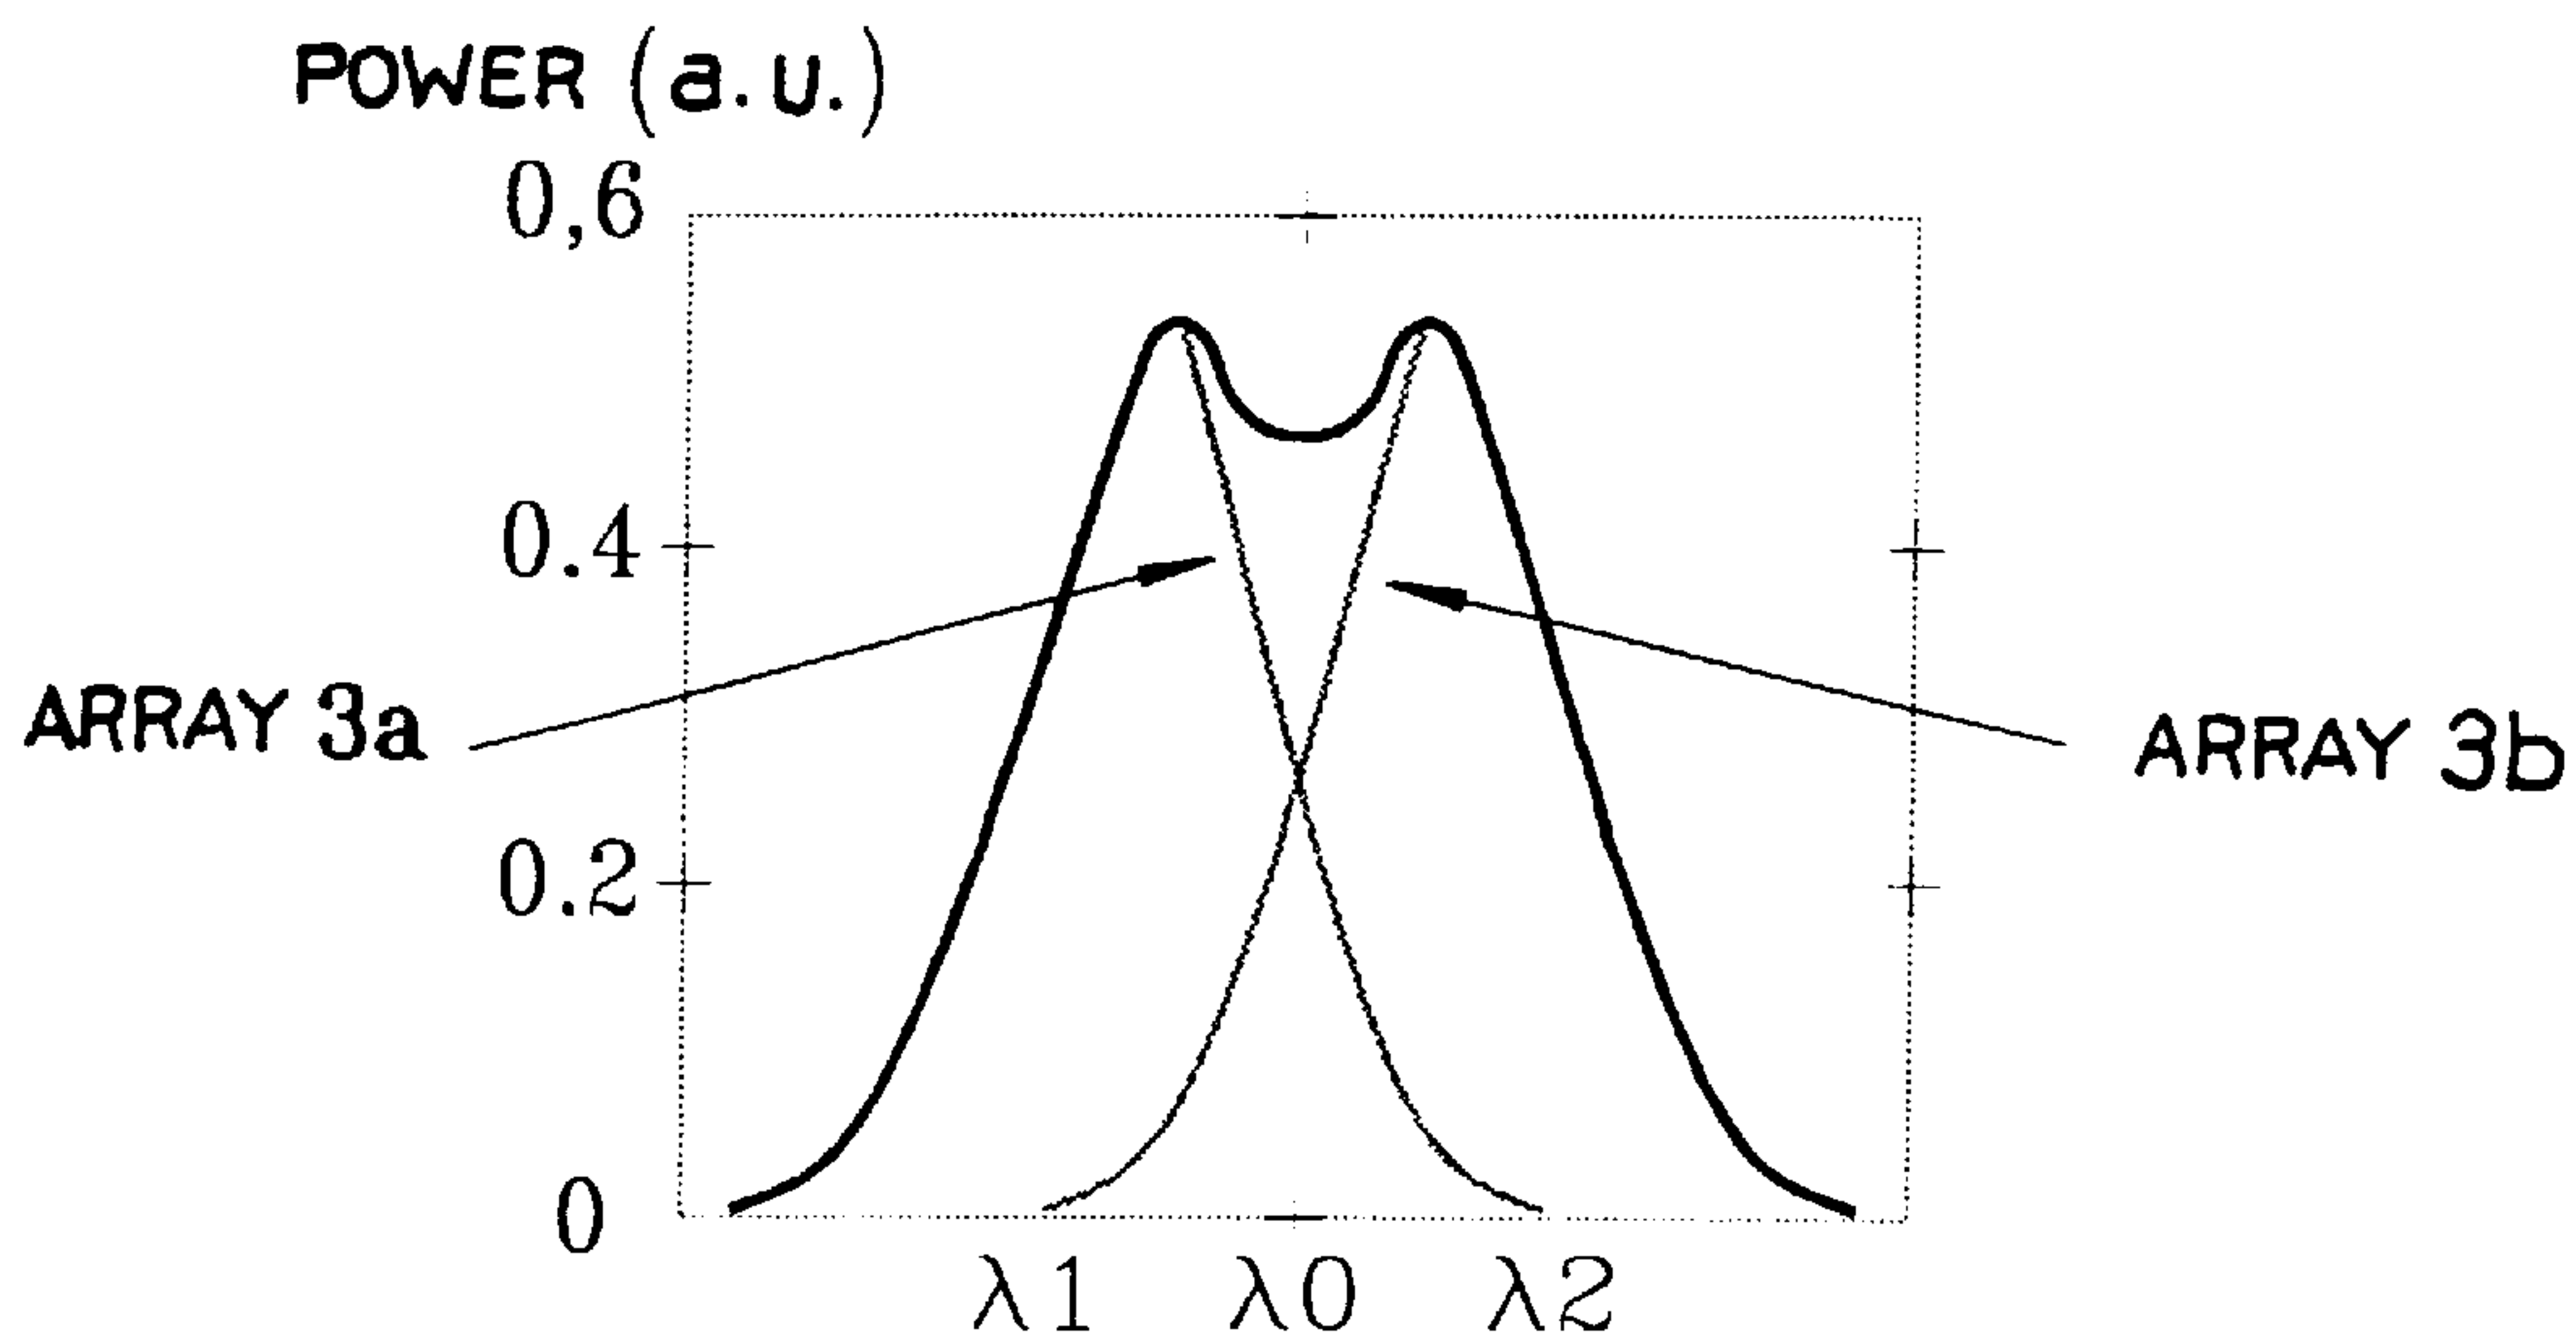 POWER (a.u.)
0,6
0.4
ARRAY 3a
ARRAY 3b
0.2
0
λ1 λ0 λ2